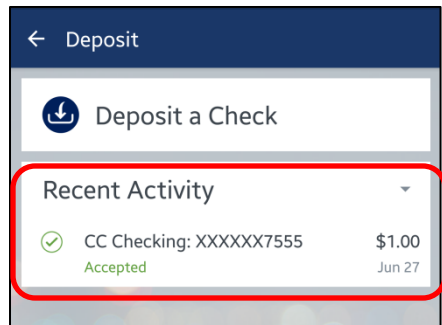 Deposit
Deposit a Check
Recent Activity
CC Checking: XXXXXX7555 $1.00
Accepted Jun 27